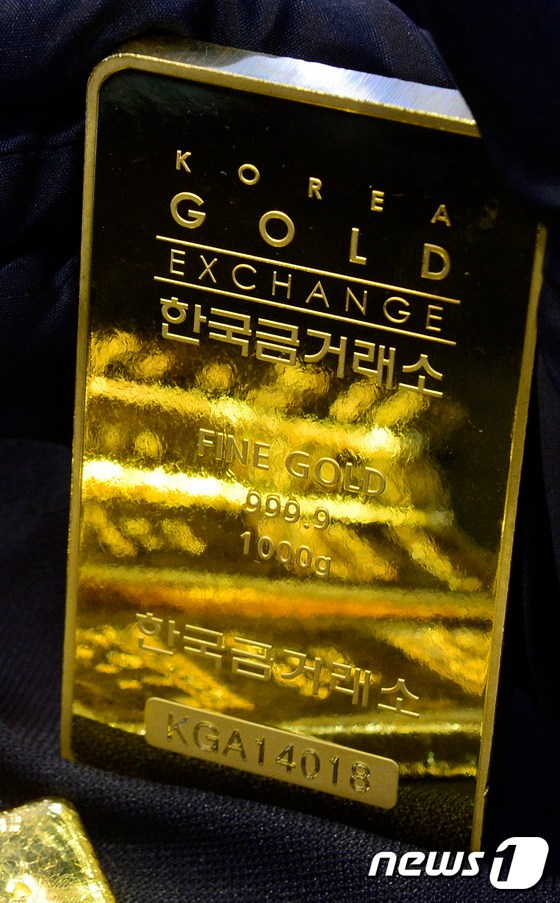 KOREA
GOLD
EXCHANGE
한국금거래소
FINE GOLD
999.9
1000g
한국금거래소
KGA14018
news1